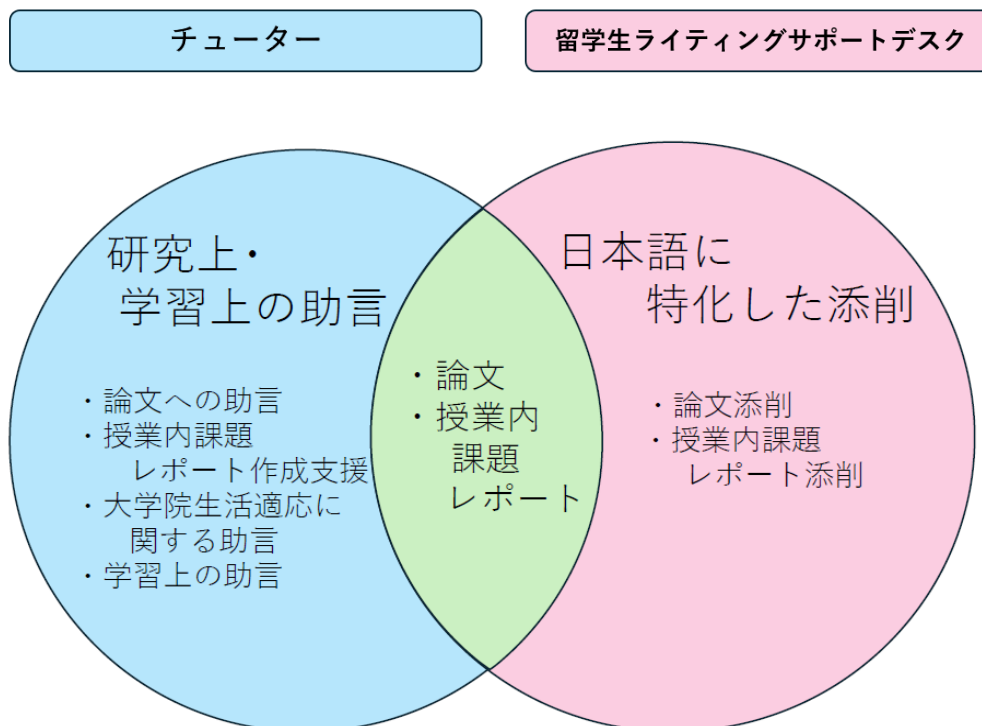 チューター
留学生ライティングサポートデスク
研究上・
学習上の助言
・論文への助言
・授業内課題
レポート作成支援
・大学院生活適応に
関する助言
・学習上の助言
・論文
・授業内
課題
レポート
日本語に
特化した添削
・論文添削
・授業内課題
レポート添削